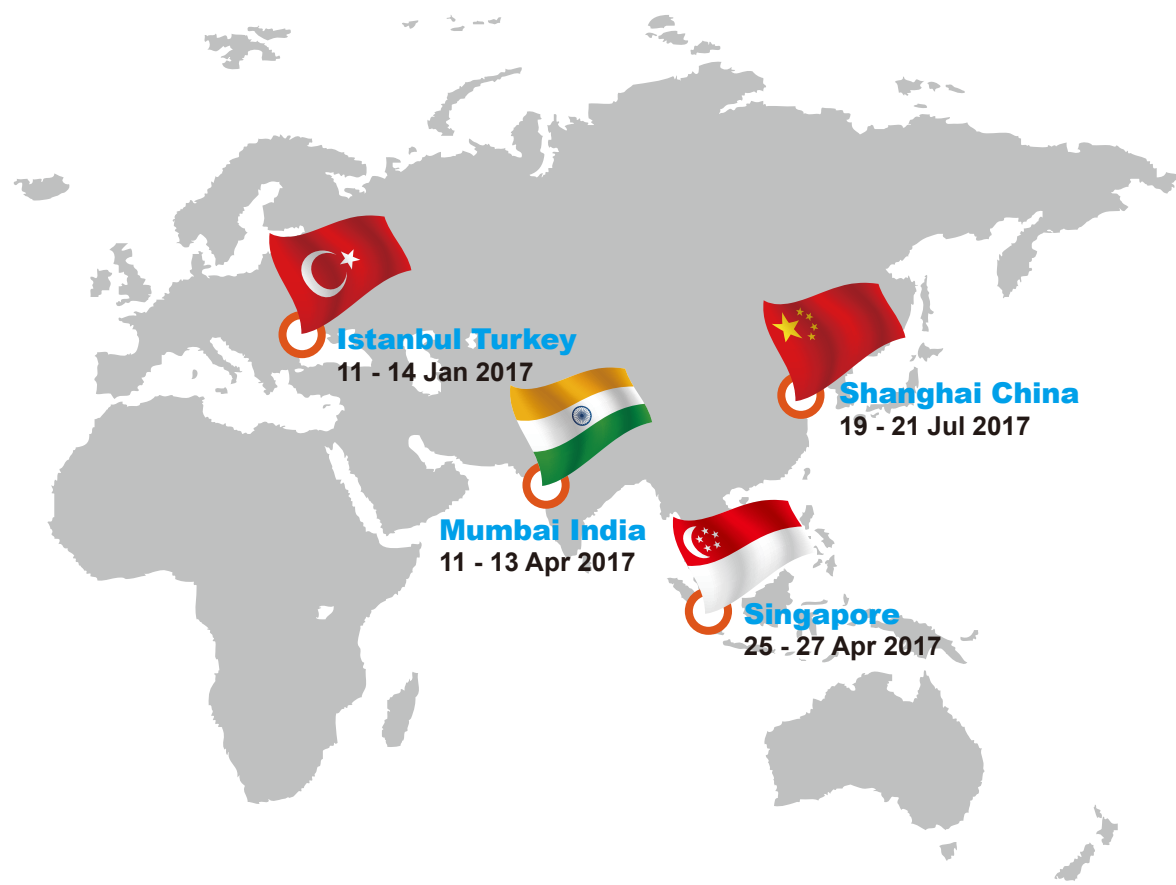 Istanbul Turkey
11 - 14 Jan 2017
Shanghai China
19 - 21 Jul 2017
Mumbai India
11 - 13 Apr 2017
Singapore
25 - 27 Apr 2017